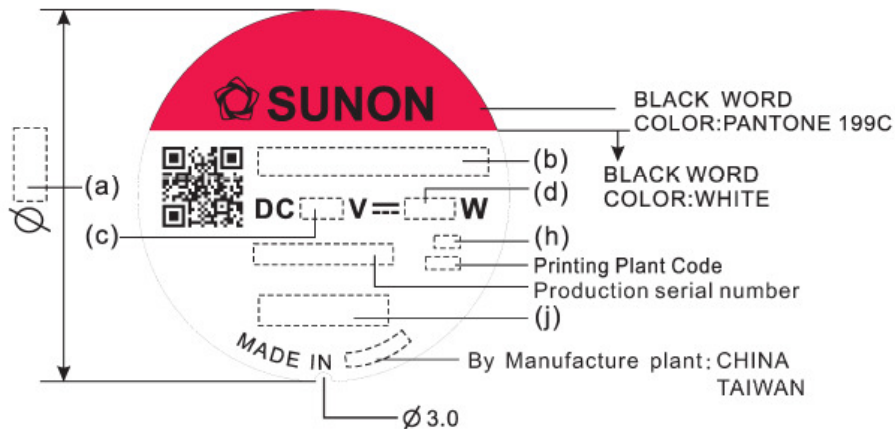 SUNON
BLACK WORD
COLOR:PANTONE 199C
BLACK WORD
COLOR:WHITE
(a)
(b)
(c)
DC V W
(d)
(h)
Printing Plant Code
Production serial number
(j)
MADE IN
By Manufacture plant: CHINA
TAIWAN
Ø
Ø 3.0